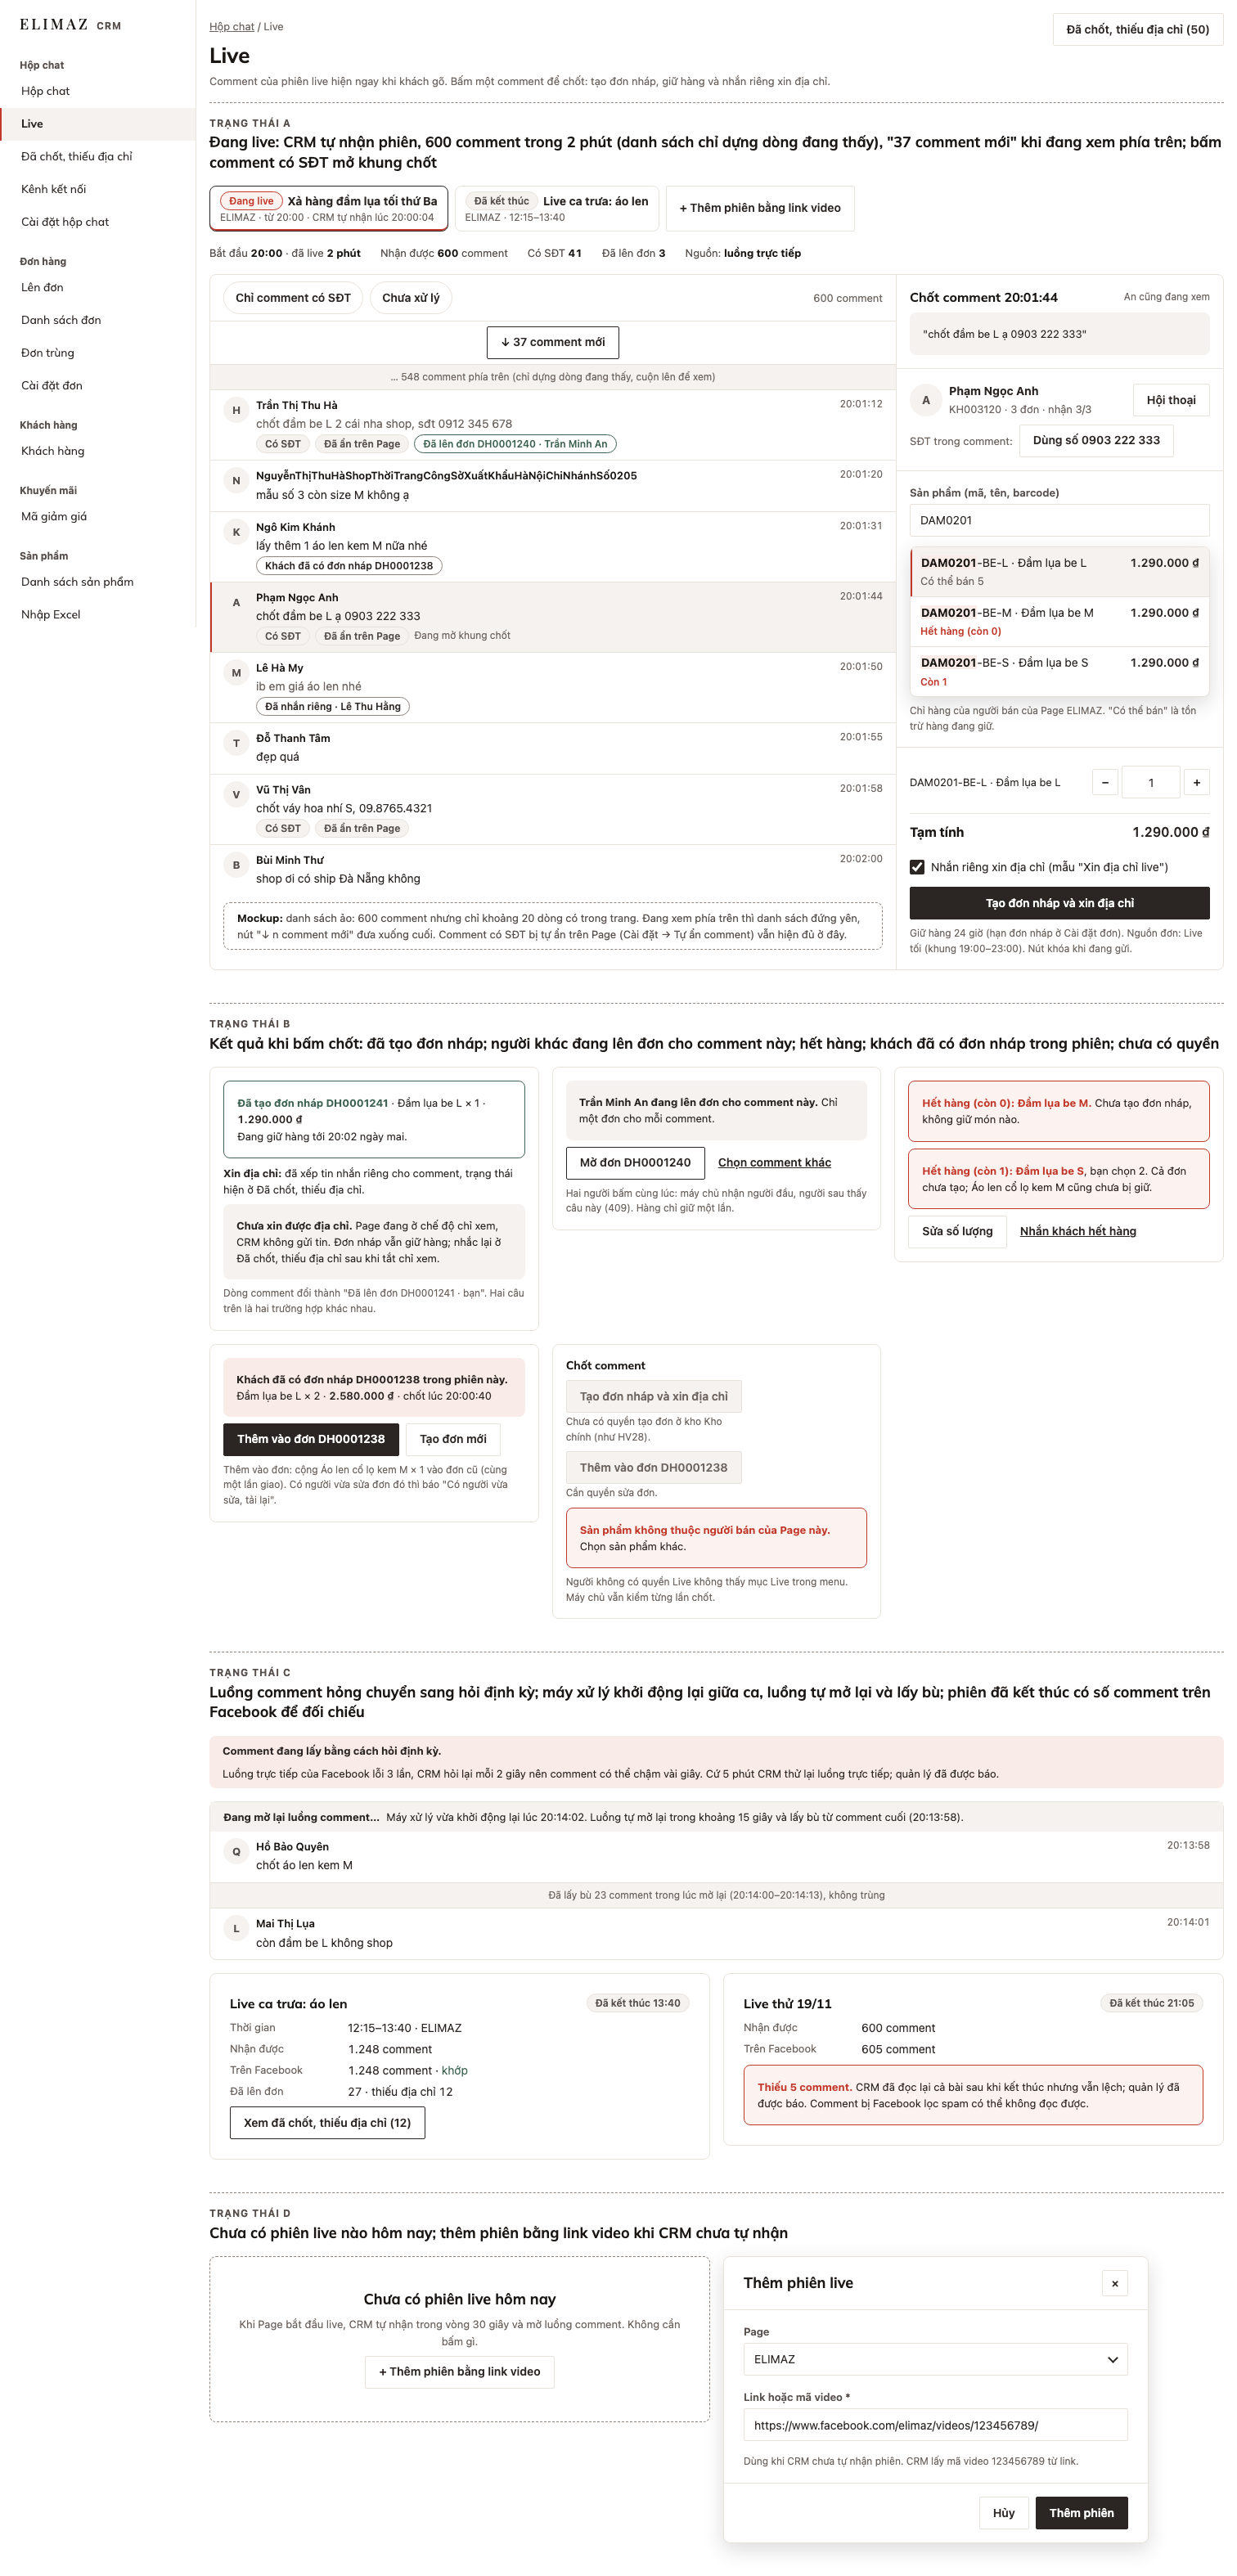 ELIMAZ CRM
Hộp chat
Hộp chat
Live
Đã chốt, thiếu địa chỉ
Kênh kết nối
Cài đặt hộp chat
Đơn hàng
Lên đơn
Danh sách đơn
Đơn trùng
Cài đặt đơn
Khách hàng
Khách hàng
Khuyến mãi
Mã giảm giá
Sản phẩm
Danh sách sản phẩm
Nhập Excel
Hộp chat / Live
Live
Comment của phiên live hiện ngay khi khách gõ. Bấm một comment để chốt: tạo đơn nháp, giữ hàng và nhắn riêng xin địa chỉ.
Đã chốt, thiếu địa chỉ (50)
TRẠNG THÁI A
Đang live: CRM tự nhận phiên, 600 comment trong 2 phút (danh sách chỉ dựng dòng đang thấy), "37 comment mới" khi đang xem phía trên; bấm
comment có SĐT mở khung chốt
Đang live Xả hàng đầm lụa tối thứ Ba
ELIMAZ · từ 20:00 · CRM tự nhận lúc 20:00:04
Đã kết thúc Live ca trưa: áo len
ELIMAZ · 12:15–13:40
+ Thêm phiên bằng link video
Bắt đầu 20:00 · đã live 2 phút Nhận được 600 comment Có SĐT 41 Đã lên đơn 3 Nguồn: luồng trực tiếp
Chỉ comment có SĐT Chưa xử lý 600 comment
↓ 37 comment mới
... 548 comment phía trên (chỉ dựng dòng đang thấy, cuộn lên để xem)
H Trần Thị Thu Hà 20:01:12
chốt đầm be L 2 cái nha shop, sđt 0912 345 678
Có SĐT Đã ẩn trên Page Đã lên đơn DH0001240 · Trần Minh An
N NguyễnThịThuHàShopThờiTrangCôngSởXuấtKhẩuHàNộiChiNhánhSố0205 20:01:20
mẫu số 3 còn size M không ạ
K Ngô Kim Khánh 20:01:31
lấy thêm 1 áo len kem M nữa nhé
Khách đã có đơn nháp DH0001238
A Phạm Ngọc Anh 20:01:44
chốt đầm be L ạ 0903 222 333
Có SĐT Đã ẩn trên Page Đang mở khung chốt
M Lê Hà My 20:01:50
ib em giá áo len nhé
Đã nhắn riêng · Lê Thu Hằng
T Đỗ Thanh Tâm 20:01:55
đẹp quá
V Vũ Thị Vân 20:01:58
chốt váy hoa nhí S, 09.8765.4321
Có SĐT Đã ẩn trên Page
B Bùi Minh Thư 20:02:00
shop ơi có ship Đà Nẵng không
Mockup: danh sách ảo: 600 comment nhưng chỉ khoảng 20 dòng có trong trang. Đang xem phía trên thì danh sách đứng yên,
nút "↓ n comment mới" đưa xuống cuối. Comment có SĐT bị tự ẩn trên Page (Cài đặt → Tự ẩn comment) vẫn hiện đủ ở đây.
Chốt comment 20:01:44 An cũng đang xem
"chốt đầm be L ạ 0903 222 333"
A Phạm Ngọc Anh
KH003120 · 3 đơn · nhận 3/3
Hội thoại
SĐT trong comment: Dùng số 0903 222 333
Sản phẩm (mã, tên, barcode)
DAM0201
DAM0201-BE-L · Đầm lụa be L 1.290.000 ₫
Có thể bán 5
DAM0201-BE-M · Đầm lụa be M 1.290.000 ₫
Hết hàng (còn 0)
DAM0201-BE-S · Đầm lụa be S 1.290.000 ₫
Còn 1
Chỉ hàng của người bán của Page ELIMAZ. "Có thể bán" là tồn
trừ hàng đang giữ.
DAM0201-BE-L · Đầm lụa be L − 1 +
Tạm tính 1.290.000 ₫
Nhắn riêng xin địa chỉ (mẫu "Xin địa chỉ live")
Tạo đơn nháp và xin địa chỉ
Giữ hàng 24 giờ (hạn đơn nháp ở Cài đặt đơn). Nguồn đơn: Live
tối (khung 19:00–23:00). Nút khóa khi đang gửi.
TRẠNG THÁI B
Kết quả khi bấm chốt: đã tạo đơn nháp; người khác đang lên đơn cho comment này; hết hàng; khách đã có đơn nháp trong phiên; chưa có quyền
Đã tạo đơn nháp DH0001241 · Đầm lụa be L × 1 ·
1.290.000 ₫
Đang giữ hàng tới 20:02 ngày mai.
Xin địa chỉ: đã xếp tin nhắn riêng cho comment, trạng thái
hiện ở Đã chốt, thiếu địa chỉ.
Chưa xin được địa chỉ. Page đang ở chế độ chỉ xem,
CRM không gửi tin. Đơn nháp vẫn giữ hàng; nhắc lại ở
Đã chốt, thiếu địa chỉ sau khi tắt chỉ xem.
Dòng comment đổi thành "Đã lên đơn DH0001241 · bạn". Hai câu
trên là hai trường hợp khác nhau.
Trần Minh An đang lên đơn cho comment này. Chỉ
một đơn cho mỗi comment.
Mở đơn DH0001240 Chọn comment khác
Hai người bấm cùng lúc: máy chủ nhận người đầu, người sau thấy
câu này (409). Hàng chỉ giữ một lần.
Hết hàng (còn 0): Đầm lụa be M. Chưa tạo đơn nháp,
không giữ món nào.
Hết hàng (còn 1): Đầm lụa be S, bạn chọn 2. Cả đơn
chưa tạo; Áo len cổ lọ kem M cũng chưa bị giữ.
Sửa số lượng Nhắn khách hết hàng
Khách đã có đơn nháp DH0001238 trong phiên này.
Đầm lụa be L × 2 · 2.580.000 ₫ · chốt lúc 20:00:40
Thêm vào đơn DH0001238 Tạo đơn mới
Thêm vào đơn: cộng Áo len cổ lọ kem M × 1 vào đơn cũ (cùng
một lần giao). Có người vừa sửa đơn đó thì báo "Có người vừa
sửa, tải lại".
Chốt comment
Tạo đơn nháp và xin địa chỉ
Chưa có quyền tạo đơn ở kho Kho
chính (như HV28).
Thêm vào đơn DH0001238
Cần quyền sửa đơn.
Sản phẩm không thuộc người bán của Page này.
Chọn sản phẩm khác.
Người không có quyền Live không thấy mục Live trong menu.
Máy chủ vẫn kiểm từng lần chốt.
TRẠNG THÁI C
Luồng comment hỏng chuyển sang hỏi định kỳ; máy xử lý khởi động lại giữa ca, luồng tự mở lại và lấy bù; phiên đã kết thúc có số comment trên
Facebook để đối chiếu
Comment đang lấy bằng cách hỏi định kỳ.
Luồng trực tiếp của Facebook lỗi 3 lần, CRM hỏi lại mỗi 2 giây nên comment có thể chậm vài giây. Cứ 5 phút CRM thử lại luồng trực tiếp; quản lý đã được báo.
Đang mở lại luồng comment... Máy xử lý vừa khởi động lại lúc 20:14:02. Luồng tự mở lại trong khoảng 15 giây và lấy bù từ comment cuối (20:13:58).
Q Hồ Bảo Quyên 20:13:58
chốt áo len kem M
Đã lấy bù 23 comment trong lúc mở lại (20:14:00–20:14:13), không trùng
L Mai Thị Lụa 20:14:01
còn đầm be L không shop
Live ca trưa: áo len Đã kết thúc 13:40
Thời gian 12:15–13:40 · ELIMAZ
Nhận được 1.248 comment
Trên Facebook 1.248 comment · khớp
Đã lên đơn 27 · thiếu địa chỉ 12
Xem đã chốt, thiếu địa chỉ (12)
Live thử 19/11 Đã kết thúc 21:05
Nhận được 600 comment
Trên Facebook 605 comment
Thiếu 5 comment. CRM đã đọc lại cả bài sau khi kết thúc nhưng vẫn lệch; quản lý đã
được báo. Comment bị Facebook lọc spam có thể không đọc được.
TRẠNG THÁI D
Chưa có phiên live nào hôm nay; thêm phiên bằng link video khi CRM chưa tự nhận
Chưa có phiên live hôm nay
Khi Page bắt đầu live, CRM tự nhận trong vòng 30 giây và mở luồng comment. Không cần
bấm gì.
+ Thêm phiên bằng link video
Thêm phiên live ×
Page
ELIMAZ
Link hoặc mã video *
https://www.facebook.com/elimaz/videos/123456789/
Dùng khi CRM chưa tự nhận phiên. CRM lấy mã video 123456789 từ link.
Hủy Thêm phiên